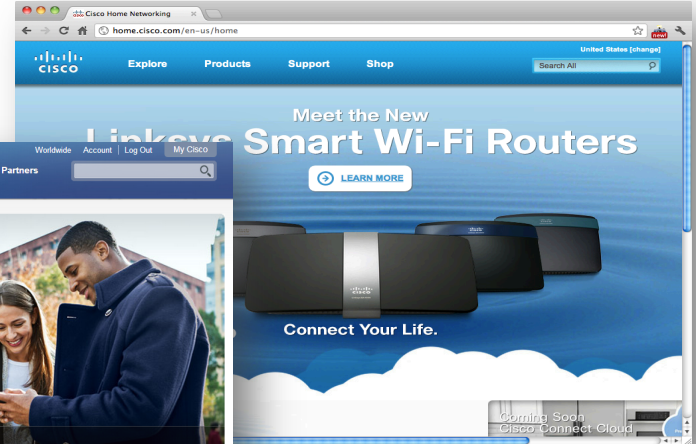 Cisco Home Networking
home.cisco.com/en-us/home
new!
United States [change]
CISCO
Explore Products Support Shop
Search All
Meet the New
Linksys Smart Wi-Fi Routers
LEARN MORE
Worldwide Account Log Out My Cisco
Partners
CISCO
Connect Your Life.
Coming Soon
Cisco Connect Cloud